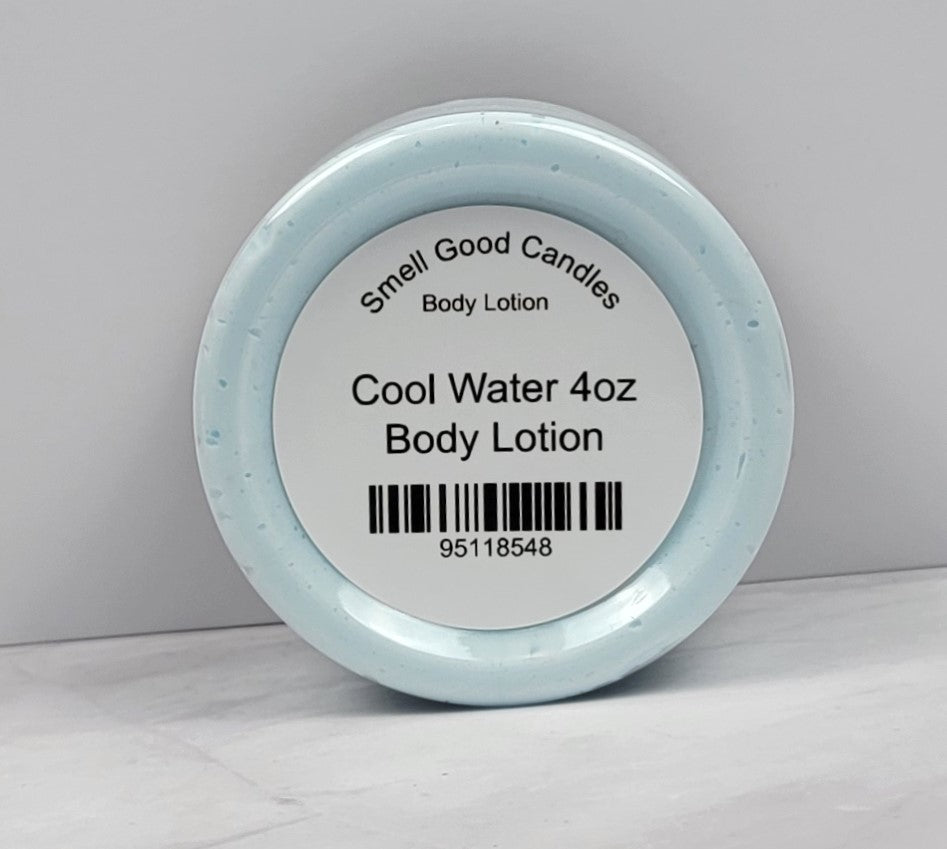 Smell Good Candles
Body Lotion
Cool Water 4oz
Body Lotion
95118548